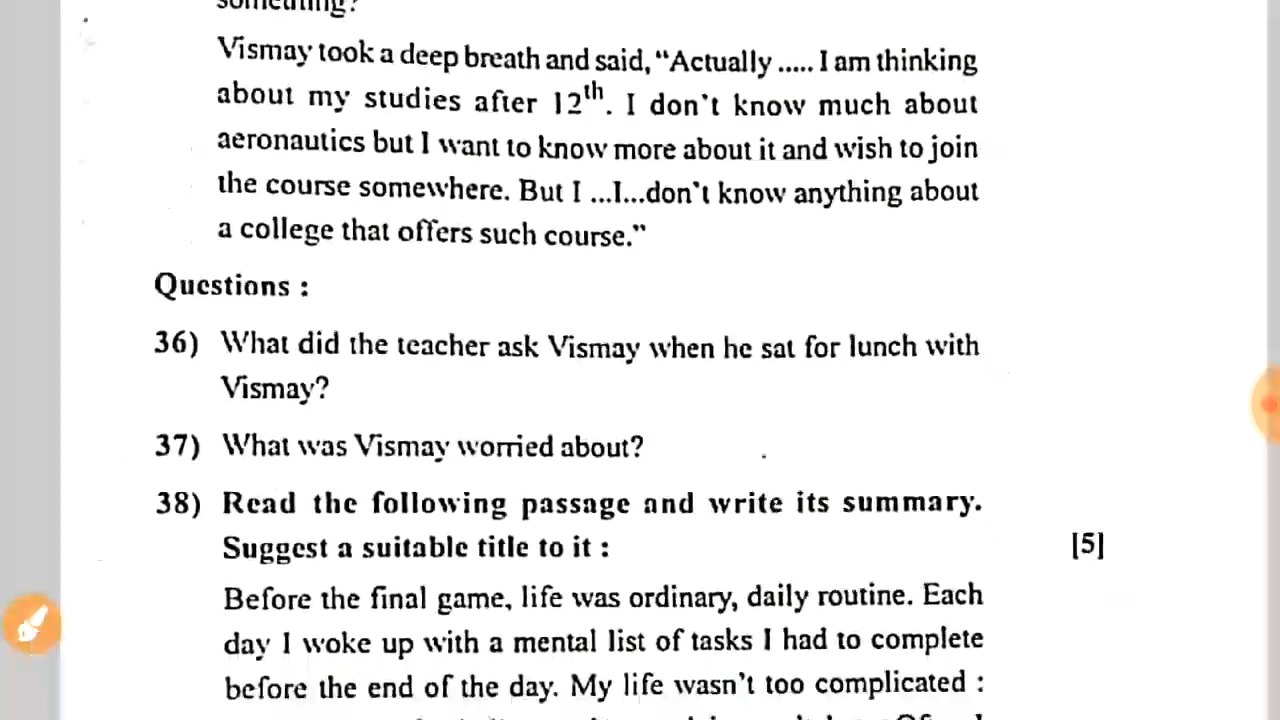 something?
Vismay took a deep breath and said, "Actually ..... I am thinking
about my studies after 12th. I don't know much about
aeronautics but I want to know more about it and wish to join
the course somewhere. But I ...I...don't know anything about
a college that offers such course."
Questions :
36) What did the teacher ask Vismay when he sat for lunch with
Vismay?
37) What was Vismay worried about?
38) Read the following passage and write its summary.
Suggest a suitable title to it :
[5]
Before the final game, life was ordinary, daily routine. Each
day I woke up with a mental list of tasks I had to complete
before the end of the day. My life wasn't too complicated :